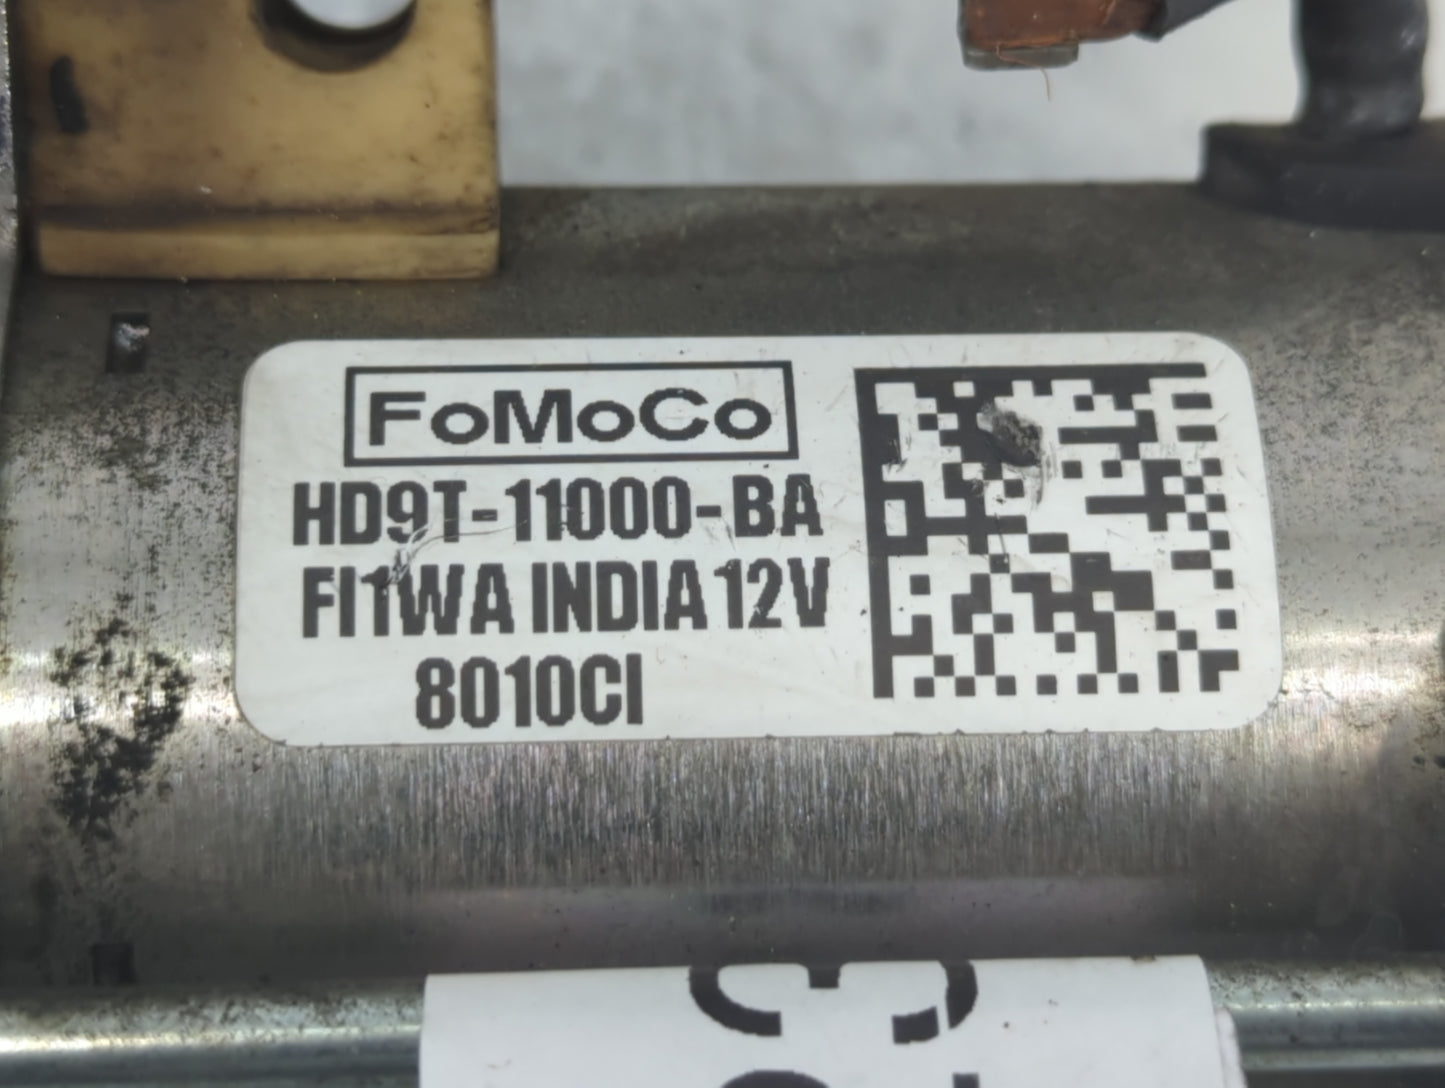 FoMoCo
HD9T-11000-BA
FI1WA INDIA 12V
8010CI